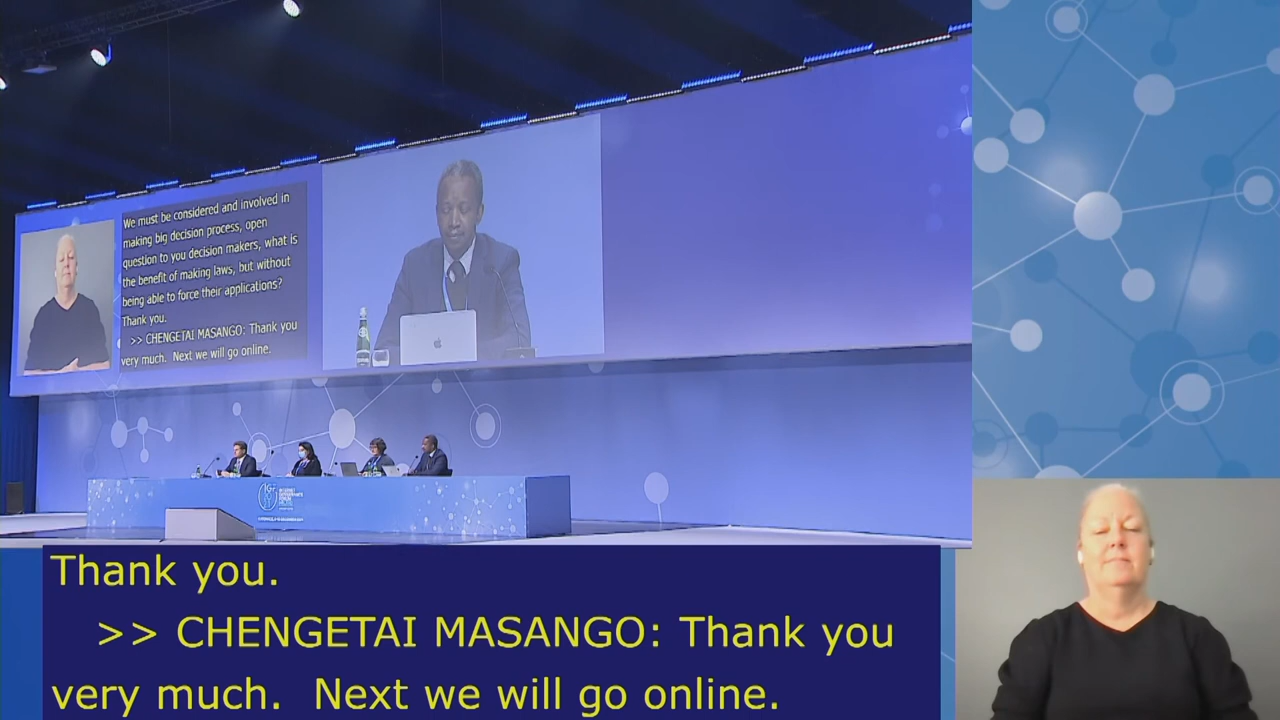 We must be considered and involved in
making big decision process, open
question to you decision makers, what is
the benefit of making laws, but without
being able to force their applications?
Thank you.
>> CHENGETAI MASANGO: Thank you
very much. Next we will go online.
INTERNET
GOVERNANCE
FORUM
Thank you.
>> CHENGETAI MASANGO: Thank you
very much. Next we will go online.